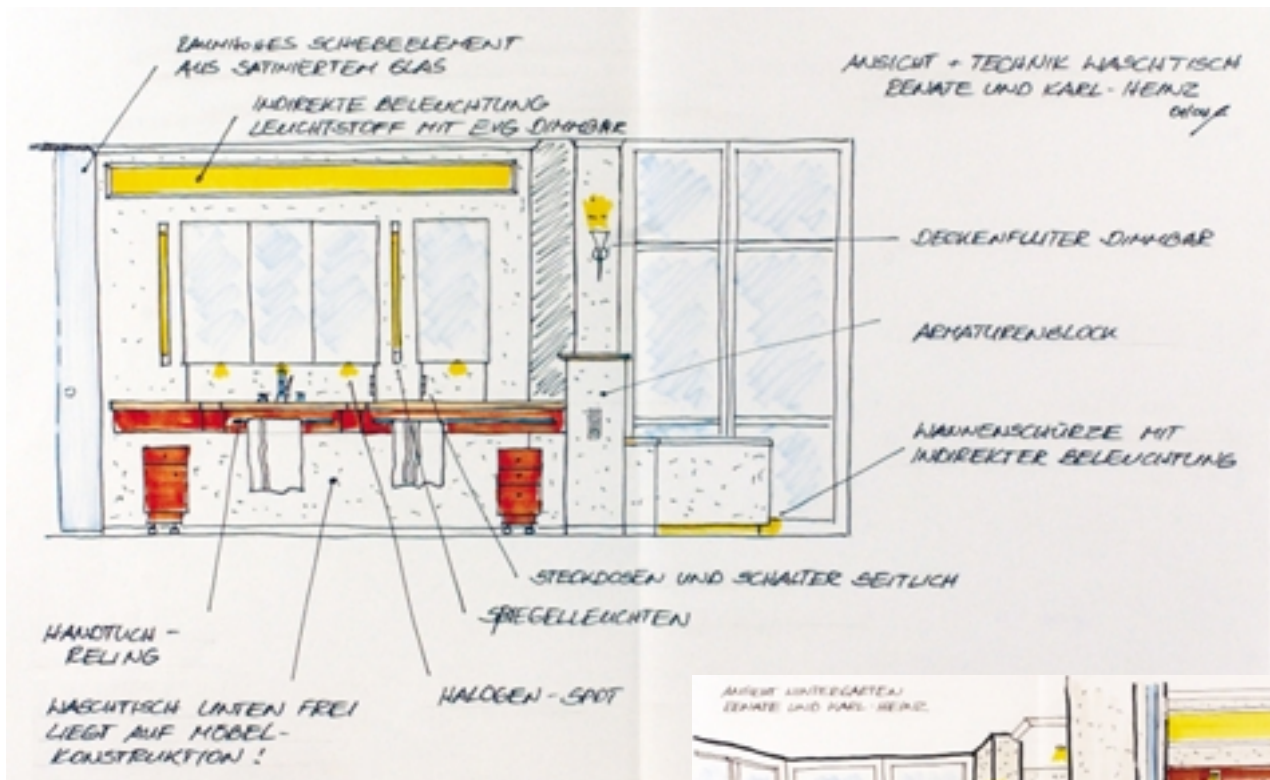 RAUMHOHES SCHIEBEELEMENT
AUS SATINIERTEM GLAS
INDIREKTE BELEUCHTUNG
LEUCHTSTOFF MIT EVG DIMMBAR
ANSICHT + TECHNIK WASCHTISCH
RENATE UND KARL-HEINZ
DECKENFLUTER DIMMBAR
ARMATURENBLOCK
WANNENSCHÜRZE MIT
INDIREKTER BELEUCHTUNG
STECKDOSEN UND SCHALTER SEITLICH
SPIEGELLEUCHTEN
HALOGEN-SPOT
HANDTUCH-
RELING
WASCHTISCH UNTEN FREI
LIEGT AUF MÖBEL-
KONSTRUKTION !
ANSICHT WINTERGARTEN
RENATE UND KARL-HEINZ